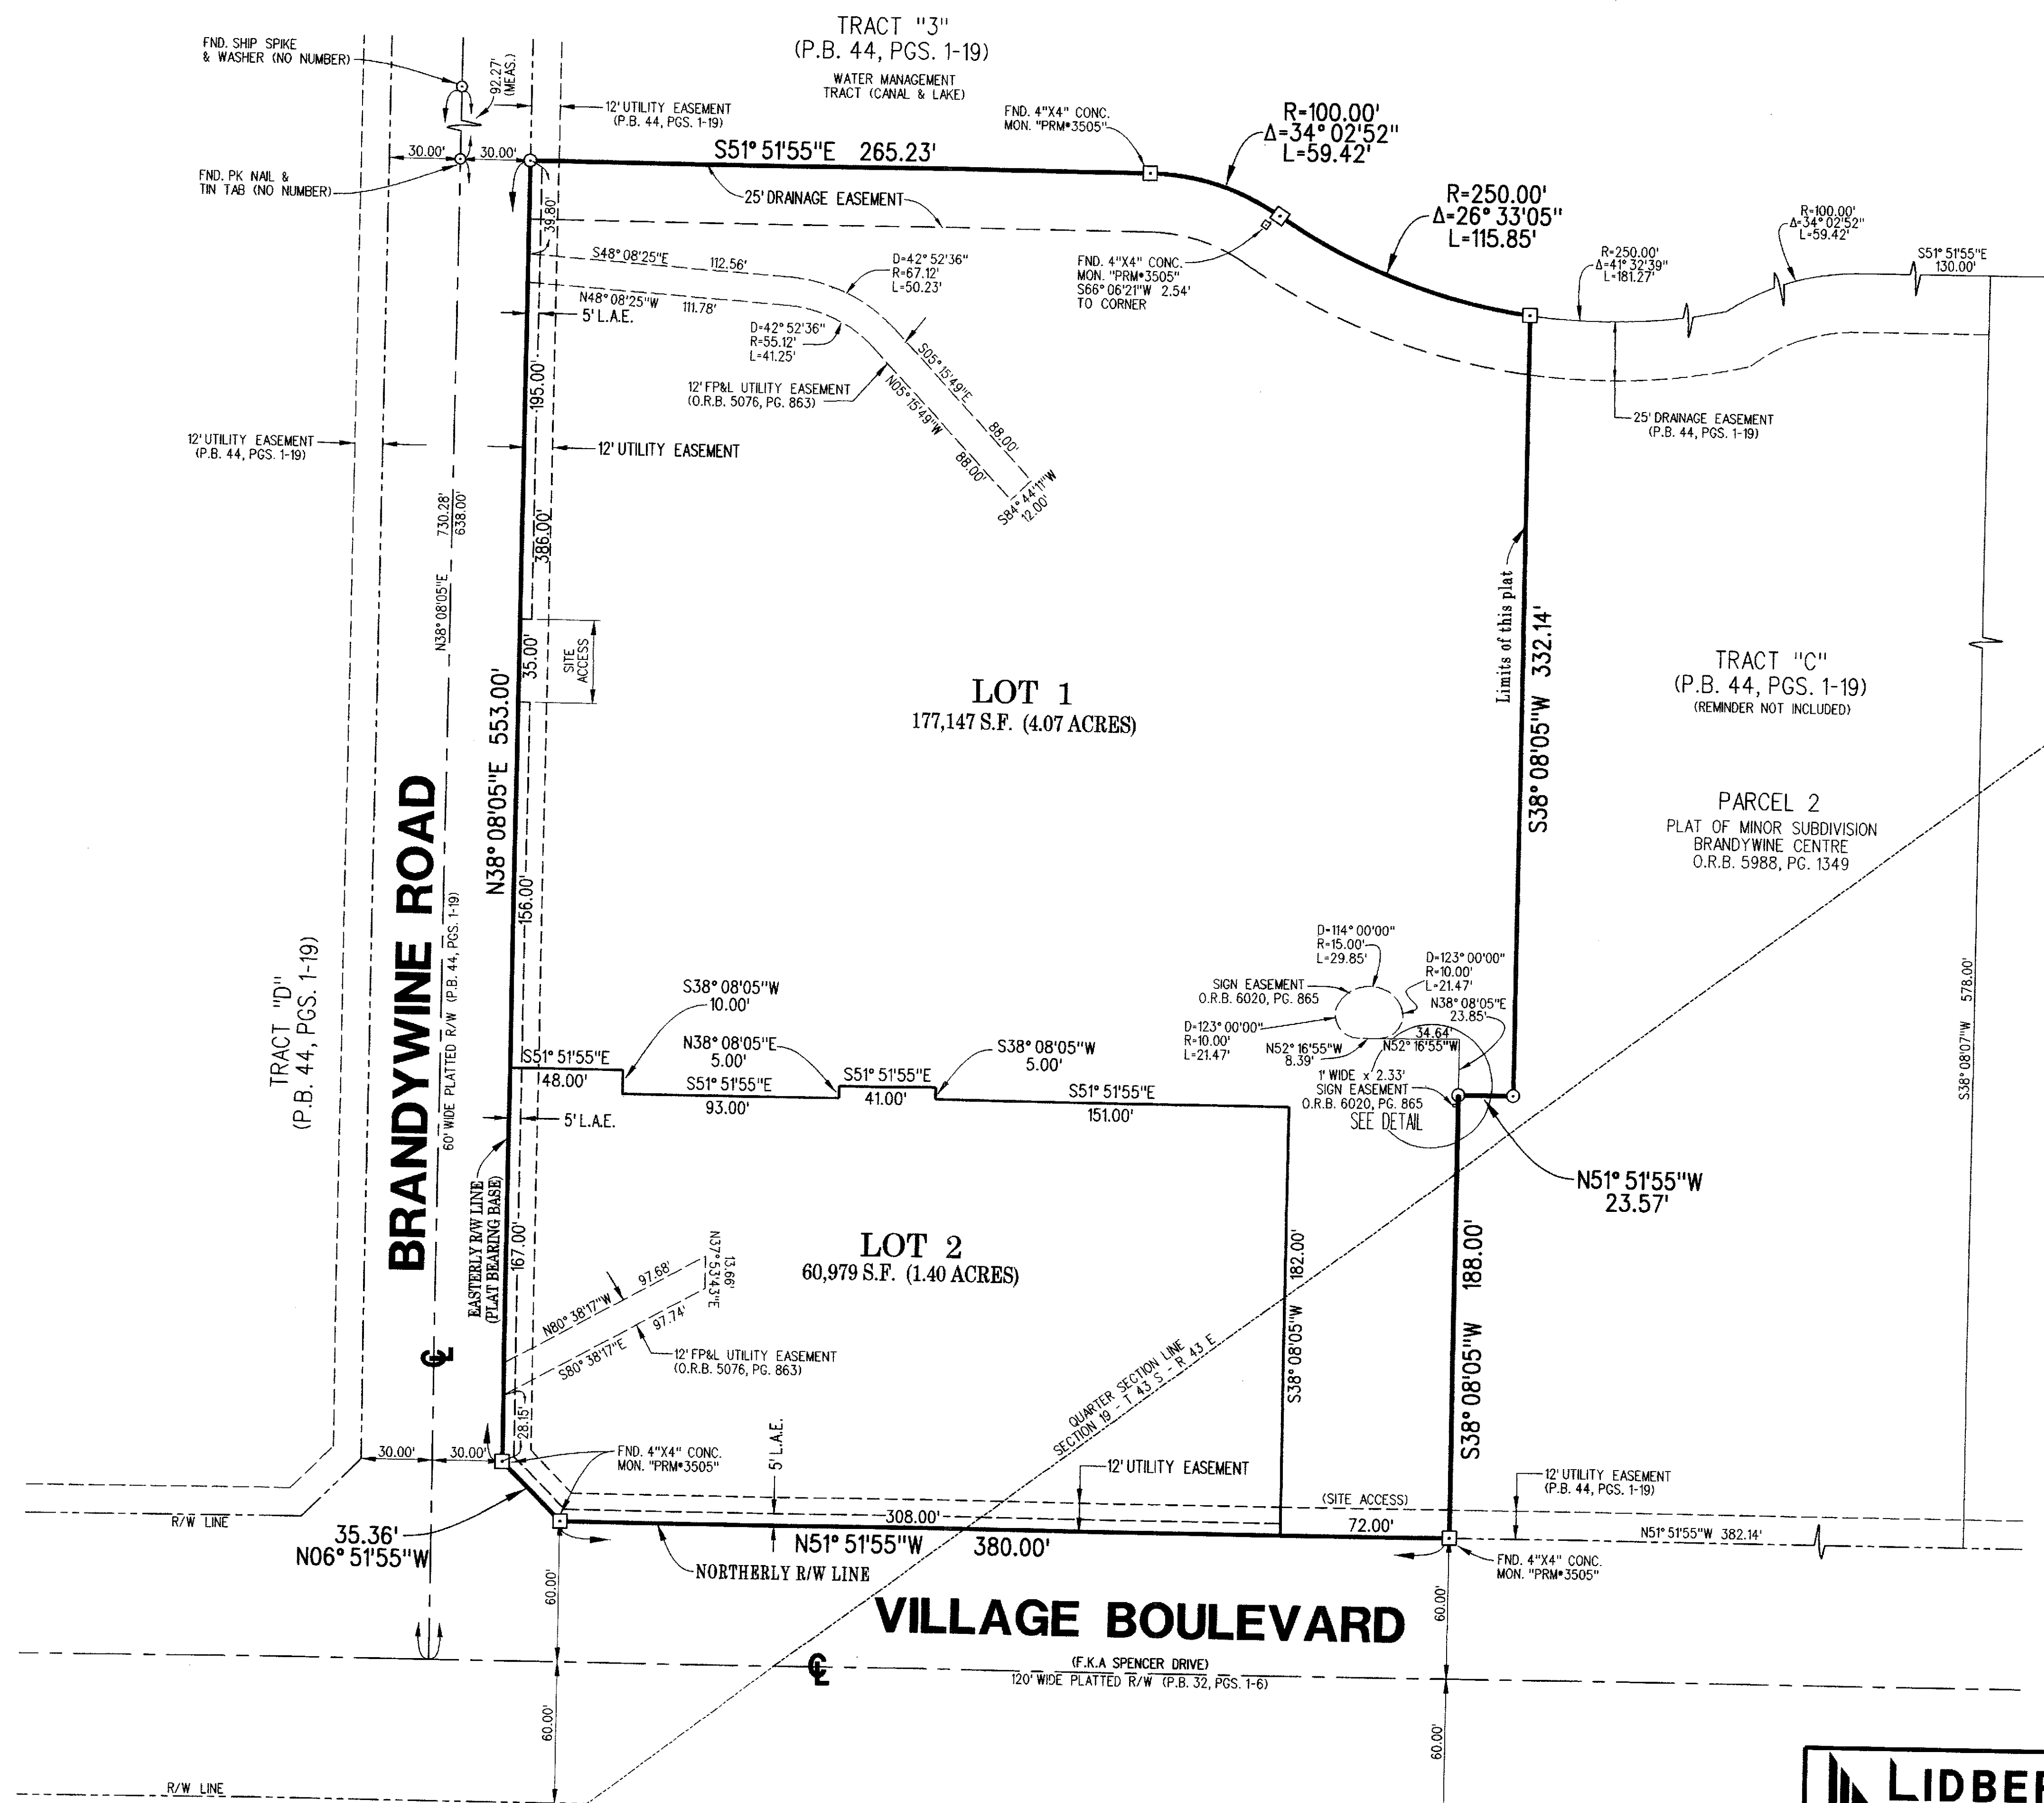 TRACT "3"
(P.B. 44, PGS. 1-19)
WATER MANAGEMENT
TRACT (CANAL & LAKE)
FND. SHIP SPIKE
& WASHER (NO NUMBER)
92.27'
(MEAS.)
12' UTILITY EASEMENT
(P.B. 44, PGS. 1-19)
30.00'
30.00'
FND. PK NAIL &
TIN TAB (NO NUMBER)
S51° 51'55"E 265.23'
25' DRAINAGE EASEMENT
FND. 4"X4" CONC.
MON. "PRM#3505"
R=100.00'
Δ=34° 02'52"
L=59.42'
R=250.00'
Δ=26° 33'05"
L=115.85'
R=250.00'
Δ=41° 32'39"
L=181.27'
R=100.00'
Δ=34° 02'52"
L=59.42'
S51° 51'55"E
130.00'
FND. 4"X4" CONC.
MON. "PRM#3505"
S66° 06'21"W 2.54'
TO CORNER
39.80'
S48° 08'25"E 112.56'
D=42° 52'36"
R=67.12'
L=50.23'
N48° 08'25"W 111.78'
5' L.A.E.
D=42° 52'36"
R=55.12'
L=41.25'
12' FP&L UTILITY EASEMENT
(O.R.B. 5076, PG. 863)
S05° 15'49"E
88.00'
N05° 15'49"W
88.00'
S84° 44'11"W
12.00'
195.00'
12' UTILITY EASEMENT
(P.B. 44, PGS. 1-19)
12' UTILITY EASEMENT
25' DRAINAGE EASEMENT
(P.B. 44, PGS. 1-19)
386.00'
730.28'
638.00'
N38° 08'05"E
35.00'
SITE
ACCESS
Limits of this plat
S38° 08'05"W 332.14'
LOT 1
177,147 S.F. (4.07 ACRES)
TRACT "C"
(P.B. 44, PGS. 1-19)
(REMINDER NOT INCLUDED)
PARCEL 2
PLAT OF MINOR SUBDIVISION
BRANDYWINE CENTRE
O.R.B. 5988, PG. 1349
N38° 08'05"E 553.00'
BRANDYWINE ROAD
60' WIDE PLATTED R/W (P.B. 44, PGS. 1-19)
156.00'
TRACT "D"
(P.B. 44, PGS. 1-19)
S38° 08'07"W 578.00'
D=114° 00'00"
R=15.00'
L=29.85'
SIGN EASEMENT
O.R.B. 6020, PG. 865
D=123° 00'00"
R=10.00'
L=21.47'
N38° 08'05"E
23.85'
D=123° 00'00"
R=10.00'
L=21.47'
N52° 16'55"W
8.39'
34.64'
N52° 16'55"W
1' WIDE x 2.33'
SIGN EASEMENT
O.R.B. 6020, PG. 865
SEE DETAIL
N51° 51'55"W
23.57'
S38° 08'05"W
10.00'
S51° 51'55"E
48.00'
N38° 08'05"E
5.00'
S51° 51'55"E
93.00'
S51° 51'55"E
41.00'
S38° 08'05"W
5.00'
S51° 51'55"E
151.00'
5' L.A.E.
EASTERLY R/W LINE
(PLAT BEARING BASE)
167.00'
LOT 2
60,979 S.F. (1.40 ACRES)
N80° 38'17"W 97.68'
S80° 38'17"E 97.74'
13.66'
N37° 53'43"E
12' FP&L UTILITY EASEMENT
(O.R.B. 5076, PG. 863)
S38° 08'05"W 182.00'
S38° 08'05"W 188.00'
QUARTER SECTION LINE
SECTION 19 - T 43 S - R 43 E
℄
28.15'
30.00'
30.00'
FND. 4"X4" CONC.
MON. "PRM#3505"
5' L.A.E.
12' UTILITY EASEMENT
(SITE ACCESS)
12' UTILITY EASEMENT
(P.B. 44, PGS. 1-19)
R/W LINE
35.36'
N06° 51'55"W
308.00'
72.00'
N51° 51'55"W 380.00'
N51° 51'55"W 382.14'
NORTHERLY R/W LINE
FND. 4"X4" CONC.
MON. "PRM#3505"
60.00'
60.00'
VILLAGE BOULEVARD
℄
(F.K.A SPENCER DRIVE)
120' WIDE PLATTED R/W (P.B. 32, PGS. 1-6)
60.00'
60.00'
R/W LINE